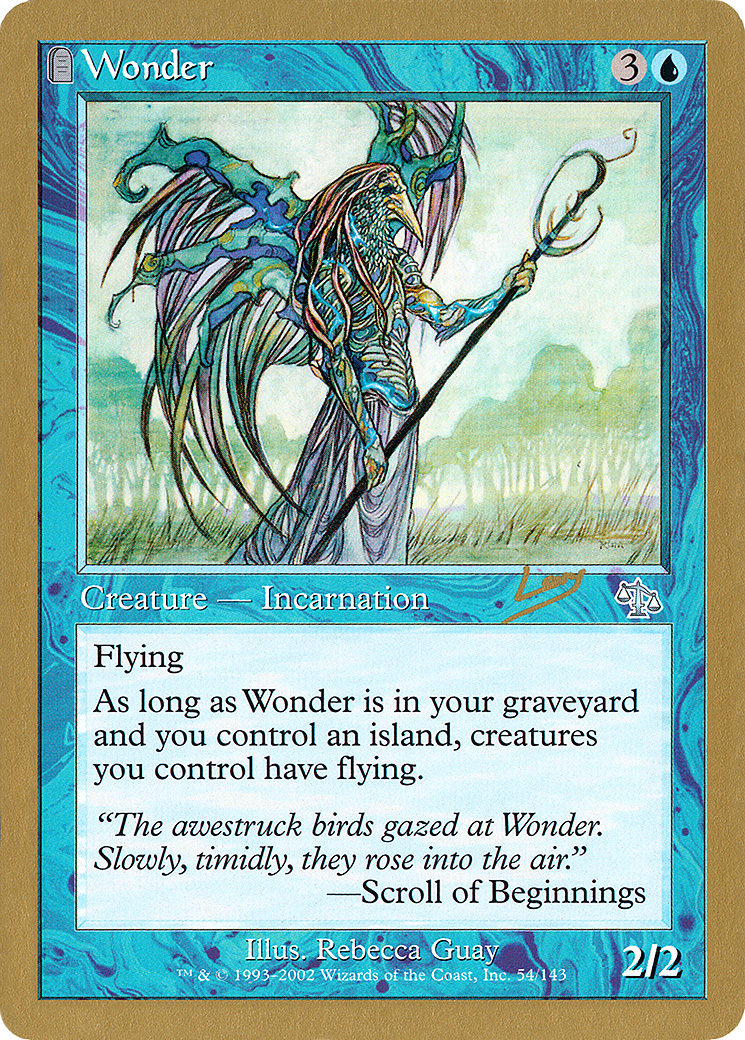 Wonder 3
Creature — Incarnation
Flying
As long as Wonder is in your graveyard
and you control an island, creatures
you control have flying.
“The awestruck birds gazed at Wonder.
Slowly, timidly, they rose into the air.”
—Scroll of Beginnings
Illus. Rebecca Guay
™ & © 1993–2002 Wizards of the Coast, Inc. 54/143
2/2